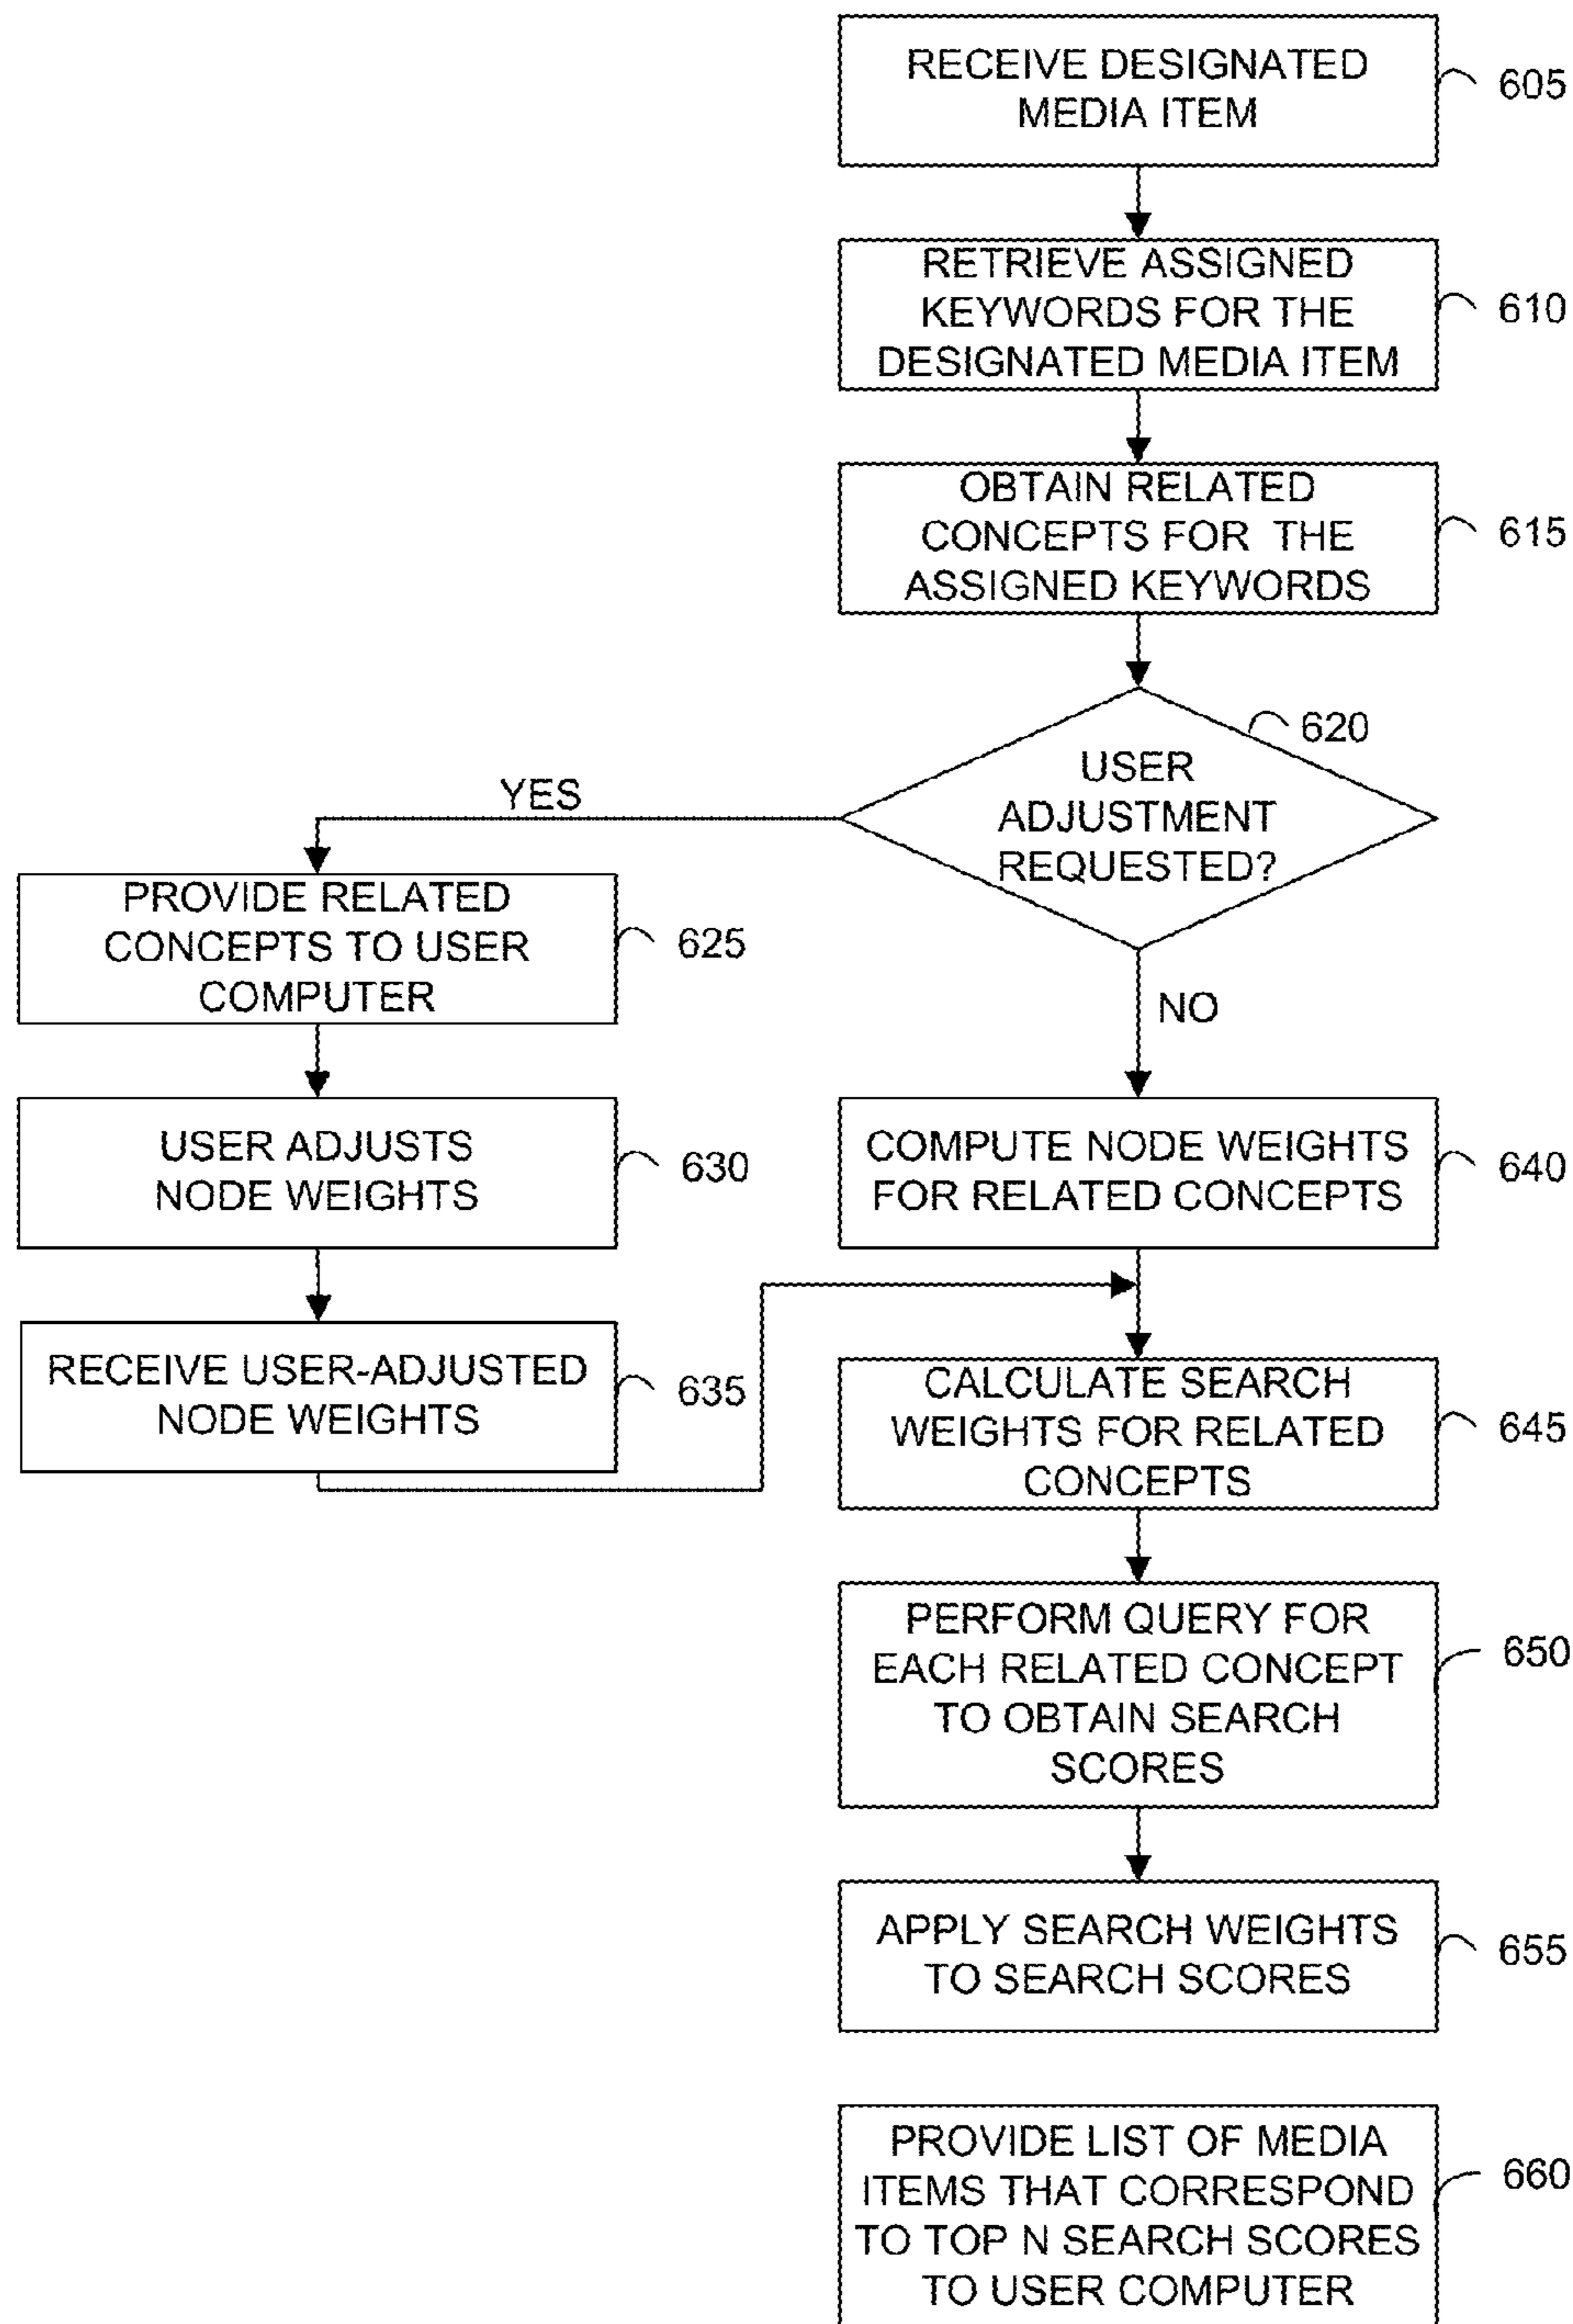 RECEIVE DESIGNATED
MEDIA ITEM
605
RETRIEVE ASSIGNED
KEYWORDS FOR THE
DESIGNATED MEDIA ITEM
610
OBTAIN RELATED
CONCEPTS FOR THE
ASSIGNED KEYWORDS
615
620
USER
ADJUSTMENT
REQUESTED?
YES
NO
PROVIDE RELATED
CONCEPTS TO USER
COMPUTER
625
USER ADJUSTS
NODE WEIGHTS
630
RECEIVE USER-ADJUSTED
NODE WEIGHTS
635
COMPUTE NODE WEIGHTS
FOR RELATED CONCEPTS
640
CALCULATE SEARCH
WEIGHTS FOR RELATED
CONCEPTS
645
PERFORM QUERY FOR
EACH RELATED CONCEPT
TO OBTAIN SEARCH
SCORES
650
APPLY SEARCH WEIGHTS
TO SEARCH SCORES
655
PROVIDE LIST OF MEDIA
ITEMS THAT CORRESPOND
TO TOP N SEARCH SCORES
TO USER COMPUTER
660